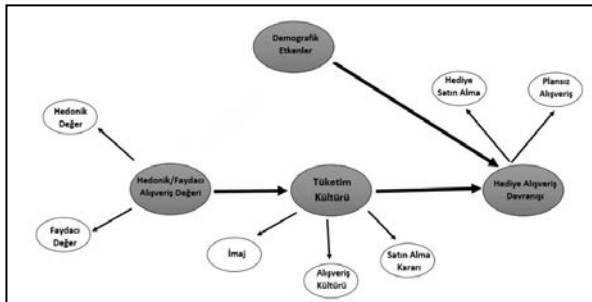 Demografik
Etkenler
Hediye
Satın Alma
Plansız
Alışveriş
Hedonik
Değer
Hedonik/Faydacı
Alışveriş Değeri
Tüketim
Kültürü
Hediye Alışveriş
Davranışı
Faydacı
Değer
İmaj
Alışveriş
Kültürü
Satın Alma
Kararı